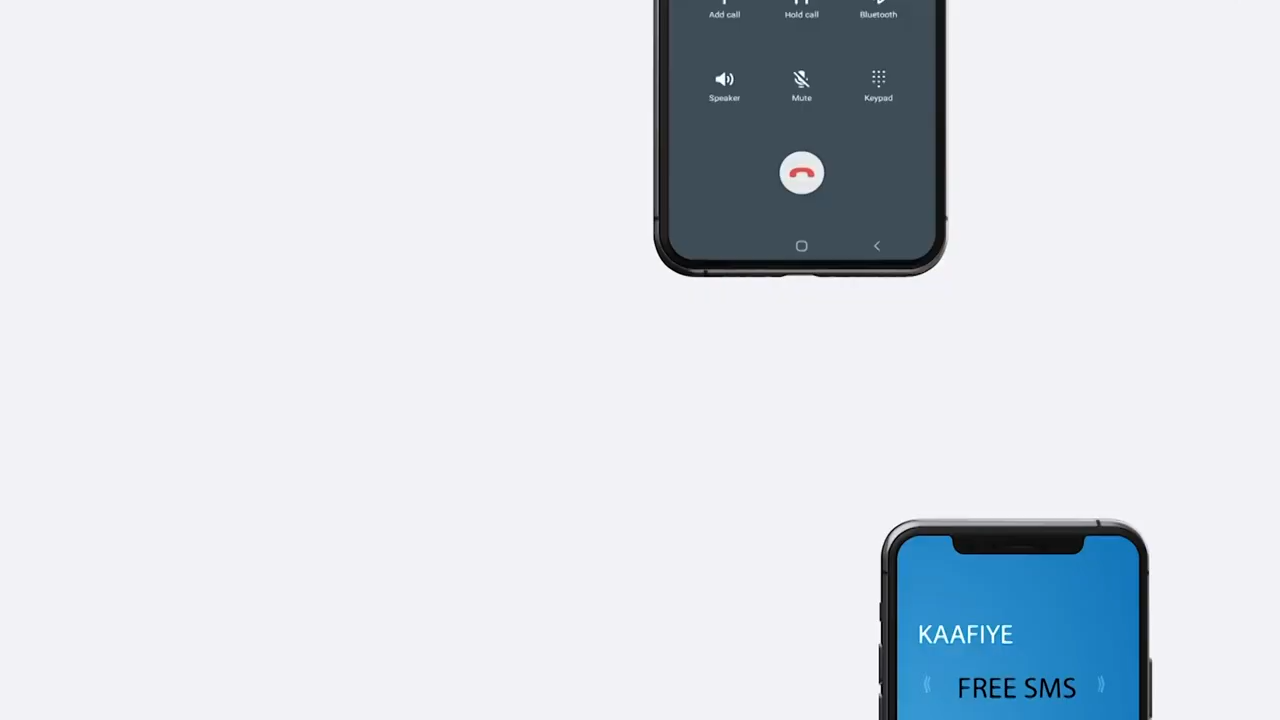 Add call Hold call Bluetooth
Speaker Mute Keypad
KAAFIYE
FREE SMS